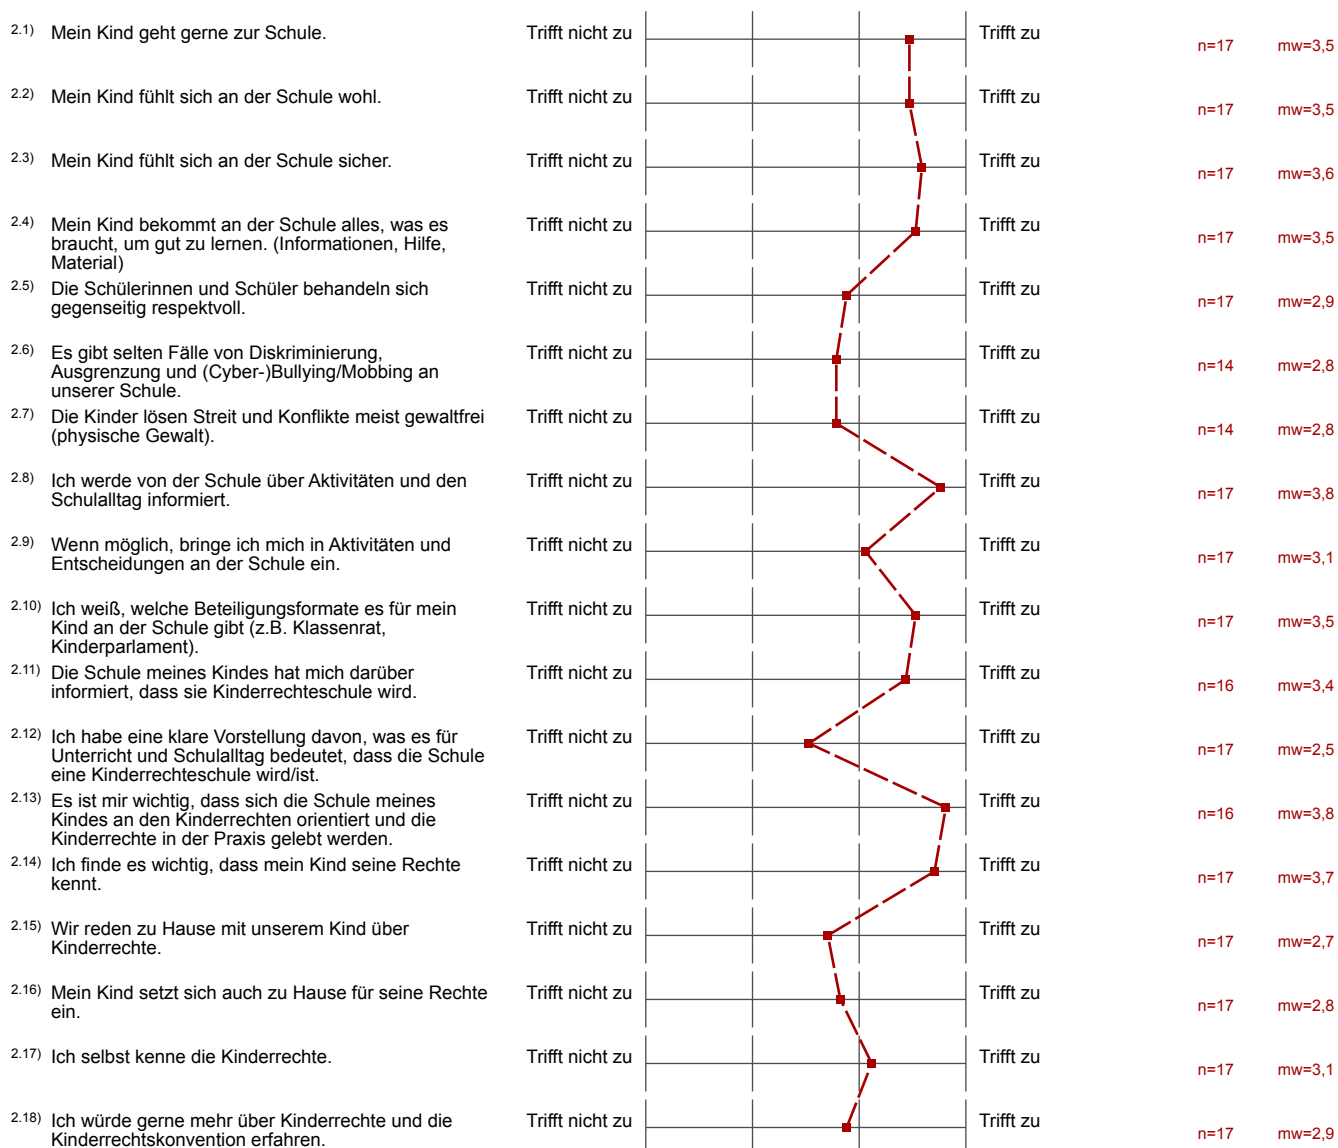 2.1) Mein Kind geht gerne zur Schule. Trifft nicht zu Trifft zu n=17 mw=3,5
2.2) Mein Kind fühlt sich an der Schule wohl. Trifft nicht zu Trifft zu n=17 mw=3,5
2.3) Mein Kind fühlt sich an der Schule sicher. Trifft nicht zu Trifft zu n=17 mw=3,6
2.4) Mein Kind bekommt an der Schule alles, was es Trifft nicht zu Trifft zu n=17 mw=3,5
braucht, um gut zu lernen. (Informationen, Hilfe,
Material)
2.5) Die Schülerinnen und Schüler behandeln sich Trifft nicht zu Trifft zu n=17 mw=2,9
gegenseitig respektvoll.
2.6) Es gibt selten Fälle von Diskriminierung, Trifft nicht zu Trifft zu n=14 mw=2,8
Ausgrenzung und (Cyber-)Bullying/Mobbing an
unserer Schule.
2.7) Die Kinder lösen Streit und Konflikte meist gewaltfrei Trifft nicht zu Trifft zu n=14 mw=2,8
(physische Gewalt).
2.8) Ich werde von der Schule über Aktivitäten und den Trifft nicht zu Trifft zu n=17 mw=3,8
Schulalltag informiert.
2.9) Wenn möglich, bringe ich mich in Aktivitäten und Trifft nicht zu Trifft zu n=17 mw=3,1
Entscheidungen an der Schule ein.
2.10) Ich weiß, welche Beteiligungsformate es für mein Trifft nicht zu Trifft zu n=17 mw=3,5
Kind an der Schule gibt (z.B. Klassenrat,
Kinderparlament).
2.11) Die Schule meines Kindes hat mich darüber Trifft nicht zu Trifft zu n=16 mw=3,4
informiert, dass sie Kinderrechteschule wird.
2.12) Ich habe eine klare Vorstellung davon, was es für Trifft nicht zu Trifft zu n=17 mw=2,5
Unterricht und Schulalltag bedeutet, dass die Schule
eine Kinderrechteschule wird/ist.
2.13) Es ist mir wichtig, dass sich die Schule meines Trifft nicht zu Trifft zu n=16 mw=3,8
Kindes an den Kinderrechten orientiert und die
Kinderrechte in der Praxis gelebt werden.
2.14) Ich finde es wichtig, dass mein Kind seine Rechte Trifft nicht zu Trifft zu n=17 mw=3,7
kennt.
2.15) Wir reden zu Hause mit unserem Kind über Trifft nicht zu Trifft zu n=17 mw=2,7
Kinderrechte.
2.16) Mein Kind setzt sich auch zu Hause für seine Rechte Trifft nicht zu Trifft zu n=17 mw=2,8
ein.
2.17) Ich selbst kenne die Kinderrechte. Trifft nicht zu Trifft zu n=17 mw=3,1
2.18) Ich würde gerne mehr über Kinderrechte und die Trifft nicht zu Trifft zu n=17 mw=2,9
Kinderrechtskonvention erfahren.